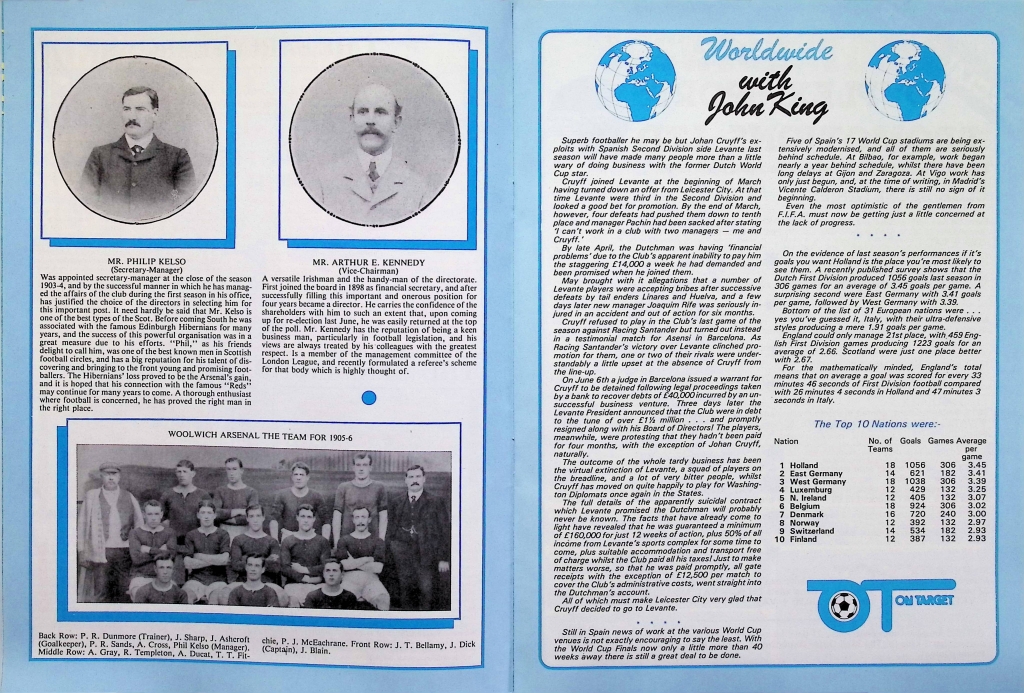 MR. PHILIP KELSO
(Secretary-Manager)
Was appointed secretary-manager at the close of the season
1903-4, and by the successful manner in which he has manag-
ed the affairs of the club during the first season in his office,
has justified the choice of the directors in selecting him for
this important post. It need hardly be said that Mr. Kelso is
one of the best types of the Scot. Before coming South he was
associated with the famous Edinburgh Hibernians for many
years, and the success of this powerful organisation was in a
great measure due to his efforts. "Phil," as his friends
delight to call him, was one of the best known men in Scottish
football circles, and has a big reputation for his talent of dis-
covering and bringing to the front young and promising foot-
ballers. The Hibernians' loss proved to be the Arsenal's gain,
and it is hoped that his connection with the famous "Reds"
may continue for many years to come. A thorough enthusiast
where football is concerned, he has proved the right man in
the right place.
MR. ARTHUR E. KENNEDY
(Vice-Chairman)
A versatile Irishman and the handy-man of the directorate.
First joined the board in 1898 as financial secretary, and after
successfully filling this important and onerous position for
four years became a director. He carries the confidence of the
shareholders with him to such an extent that, upon coming
up for re-election last June, he was easily returned at the top
of the poll. Mr. Kennedy has the reputation of being a keen
business man, particularly in football legislation, and his
views are always treated by his colleagues with the greatest
respect. Is a member of the management committee of the
London League, and recently formulated a referee's scheme
for that body which is highly thought of.
WOOLWICH ARSENAL THE TEAM FOR 1905-6
Back Row: P. R. Dunmore (Trainer), J. Sharp, J. Ashcroft
(Goalkeeper), P. R. Sands, A. Cross, Phil Kelso (Manager).
Middle Row: A. Gray, R. Templeton, A. Ducat, T. T. Fit-
chie, P. J. McEachrane. Front Row: J. T. Bellamy, J. Dick
(Captain), J. Blain.
Worldwide
with
John King
Superb footballer he may be but Johan Cruyff's ex-
ploits with Spanish Second Division side Levante last
season will have made many people more than a little
wary of doing business with the former Dutch World
Cup star.
Cruyff joined Levante at the beginning of March
having turned down an offer from Leicester City. At that
time Levante were third in the Second Division and
looked a good bet for promotion. By the end of March,
however, four defeats had pushed them down to tenth
place and manager Pachin had been sacked after stating
'I can't work in a club with two managers — me and
Cruyff.'
By late April, the Dutchman was having 'financial
problems' due to the Club's apparent inability to pay him
the staggering £14,000 a week he had demanded and
been promised when he joined them.
May brought with it allegations that a number of
Levante players, were accepting bribes after successive
defeats by tail enders Linares and Huelva, and a few
days later new manager Joaquim Rife was seriously in-
jured in an accident and out of action for six months.
Cruyff refused to play in the Club's last game of the
season against Racing Santander but turned out instead
in a testimonial match for Asensi in Barcelona. As
Racing Santander's victory over Levante clinched pro-
motion for them, one or two of their rivals were under-
standably a little upset at the absence of Cruyff from
the line-up.
On June 6th a judge in Barcelona issued a warrant for
Cruyff to be detained following legal proceedings taken
by a bank to recover debts of £40,000 incurred by an un-
successful business venture. Three days later the
Levante President announced that the Club were in debt
to the tune of over £1½ million . . . and promptly
resigned along with his Board of Directors! The players,
meanwhile, were protesting that they hadn't been paid
for four months, with the exception of Johan Cruyff,
naturally.
The outcome of the whole tardy business has been
the virtual extinction of Levante, a squad of players on
the breadline, and a lot of very bitter people, whilst
Cruyff has moved on quite happily to play for Washing-
ton Diplomats once again in the States.
The full details of the apparently suicidal contract
which Levante promised the Dutchman will probably
never be known. The facts that have already come to
light have revealed that he was guaranteed a minimum
of £160,000 for just 12 weeks of action, plus 50% of all
income from Levante's sports complex for some time to
come, plus suitable accommodation and transport free
of charge whilst the Club paid all his taxes! Just to make
matters worse, so that he was paid promptly, all gate
receipts with the exception of £12,500 per match to
cover the Club's administrative costs, went straight into
the Dutchman's account.
All of which must make Leicester City very glad that
Cruyff decided to go to Levante.
* * * *
Still in Spain news of work at the various World Cup
venues is not exactly encouraging to say the least. With
the World Cup Finals now only a little more than 40
weeks away there is still a great deal to be done.
Five of Spain's 17 World Cup stadiums are being ex-
tensively modernised, and all of them are seriously
behind schedule. At Bilbao, for example, work began
nearly a year behind schedule, whilst there have been
long delays at Gijon and Zaragoza. At Vigo work has
only just begun, and, at the time of writing, in Madrid's
Vicente Calderon Stadium, there is still no sign of it
beginning.
Even the most optimistic of the gentlemen from
F.I.F.A. must now be getting just a little concerned at
the lack of progress.
* * * *
On the evidence of last season's performances if it's
goals you want Holland is the place you're most likely to
see them. A recently published survey shows that the
Dutch First Division produced 1056 goals last season in
306 games for an average of 3.45 goals per game. A
surprising second were East Germany with 3.41 goals
per game, followed by West Germany with 3.39.
Bottom of the list of 31 European nations were . . .
yes you've guessed it, Italy, with their ultra-defensive
styles producing a mere 1.91 goals per game.
England could only manage 21st place, with 459 Eng-
lish First Division games producing 1223 goals for an
average of 2.66. Scotland were just one place better
with 2.67.
For the mathematically minded, England's total
means that on average a goal was scored for every 33
minutes 46 seconds of First Division football compared
with 26 minutes 4 seconds in Holland and 47 minutes 3
seconds in Italy.
The Top 10 Nations were:-
Nation No. of Teams Goals Games Average per game
1 Holland 18 1056 306 3.45
2 East Germany 14 621 182 3.41
3 West Germany 18 1038 306 3.39
4 Luxemburg 12 429 132 3.25
5 N. Ireland 12 405 132 3.07
6 Belgium 18 924 306 3.02
7 Denmark 16 720 240 3.00
8 Norway 12 392 132 2.97
9 Switzerland 14 534 182 2.93
10 Finland 12 387 132 2.93
OT ON TARGET